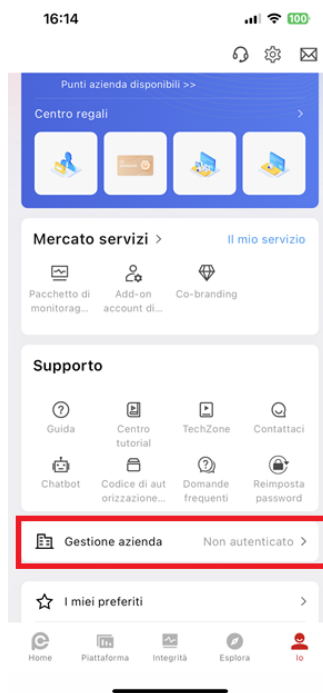 16:14
100
Punti azienda disponibili >>
Centro regali >
Mercato servizi >
Il mio servizio
Pacchetto di
monitorag...
Add-on
account di...
Co-branding
Supporto
Guida
Centro
tutorial
TechZone
Contattaci
Chatbot
Codice di aut
orizzazione...
Domande
frequenti
Reimposta
password
Gestione azienda
Non autenticato >
I miei preferiti >
Home
Piattaforma
Integrità
Esplora
Io